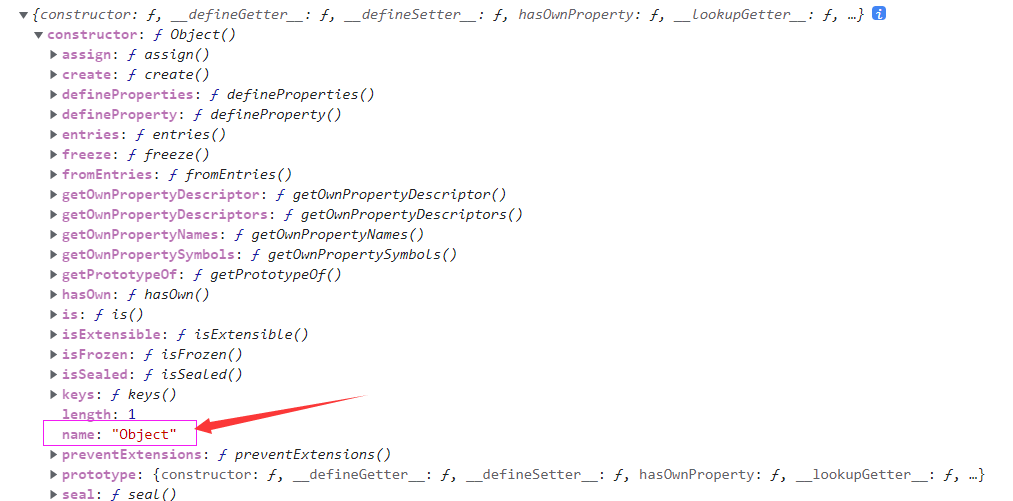 ▼{constructor: ƒ, __defineGetter__: ƒ, __defineSetter__: ƒ, hasOwnProperty: ƒ, __lookupGetter__: ƒ, …} i
▼constructor: ƒ Object()
▶assign: ƒ assign()
▶create: ƒ create()
▶defineProperties: ƒ defineProperties()
▶defineProperty: ƒ defineProperty()
▶entries: ƒ entries()
▶freeze: ƒ freeze()
▶fromEntries: ƒ fromEntries()
▶getOwnPropertyDescriptor: ƒ getOwnPropertyDescriptor()
▶getOwnPropertyDescriptors: ƒ getOwnPropertyDescriptors()
▶getOwnPropertyNames: ƒ getOwnPropertyNames()
▶getOwnPropertySymbols: ƒ getOwnPropertySymbols()
▶getPrototypeOf: ƒ getPrototypeOf()
▶hasOwn: ƒ hasOwn()
▶is: ƒ is()
▶isExtensible: ƒ isExtensible()
▶isFrozen: ƒ isFrozen()
▶isSealed: ƒ isSealed()
▶keys: ƒ keys()
length: 1
name: "Object"
▶preventExtensions: ƒ preventExtensions()
▶prototype: {constructor: ƒ, __defineGetter__: ƒ, __defineSetter__: ƒ, hasOwnProperty: ƒ, __lookupGetter__: ƒ, …}
▶seal: ƒ seal()